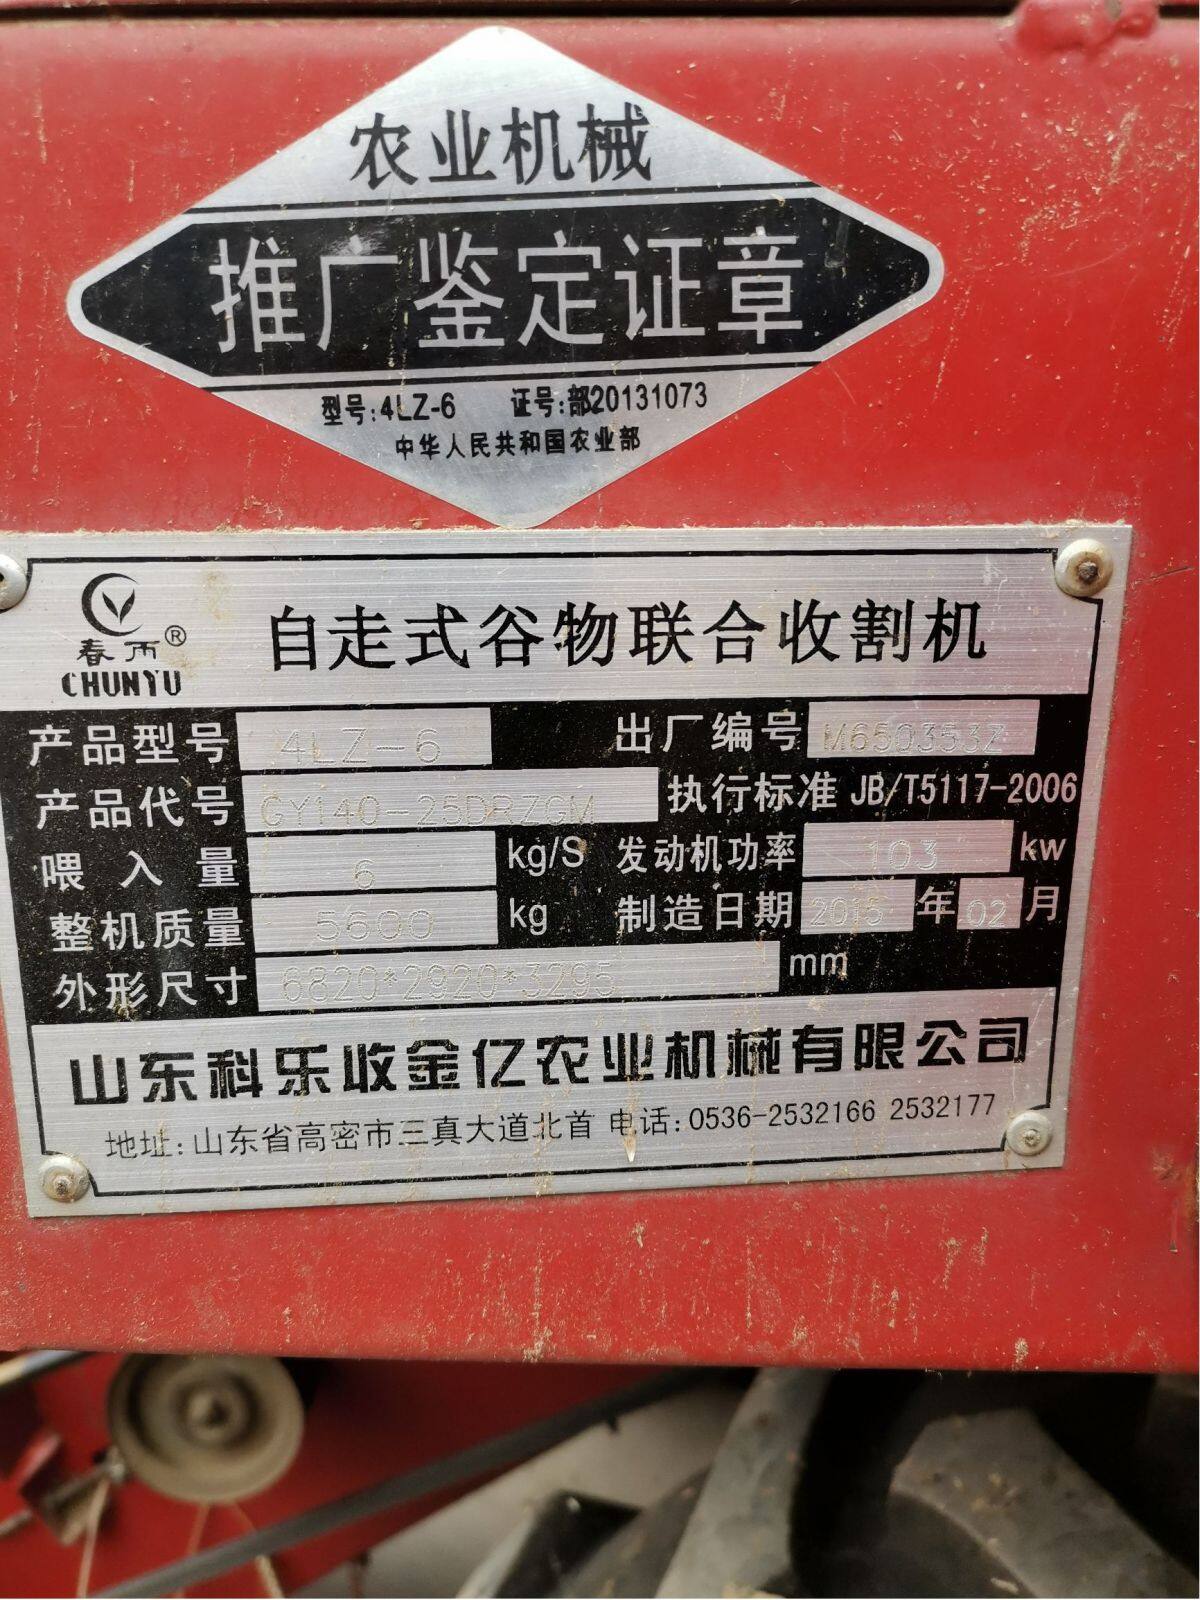 农业机械
推广鉴定证章
型号:4LZ-6 证号:部20131073
中华人民共和国农业部
春雨®
CHUNYU
自走式谷物联合收割机
产品型号 4LZ-6 出厂编号 M650353Z
产品代号 GY140-25DRZGM 执行标准 JB/T5117-2006
喂入量 6 kg/S 发动机功率 103 kw
整机质量 5600 kg 制造日期 2015 年 02 月
外形尺寸 6820*2920*3295 mm
山东科乐收金亿农业机械有限公司
地址:山东省高密市三真大道北首 电话:0536-2532166 2532177